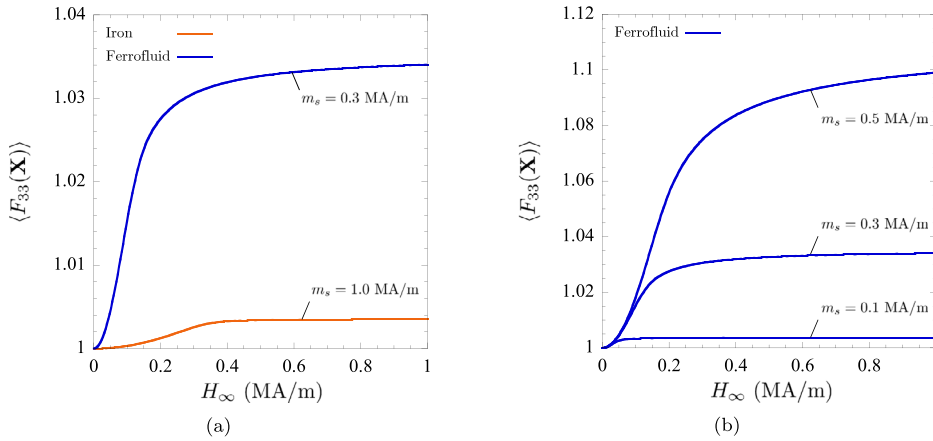 1.04
1.03
1.02
1.01
1
Iron
Ferrofluid
m_s = 0.3 MA/m
m_s = 1.0 MA/m
⟨F_33(X)⟩
0 0.2 0.4 0.6 0.8 1
H_∞ (MA/m)
(a)
1.12
1.1
1.08
1.06
1.04
1.02
1
Ferrofluid
m_s = 0.5 MA/m
m_s = 0.3 MA/m
m_s = 0.1 MA/m
⟨F_33(X)⟩
0 0.2 0.4 0.6 0.8
H_∞ (MA/m)
(b)